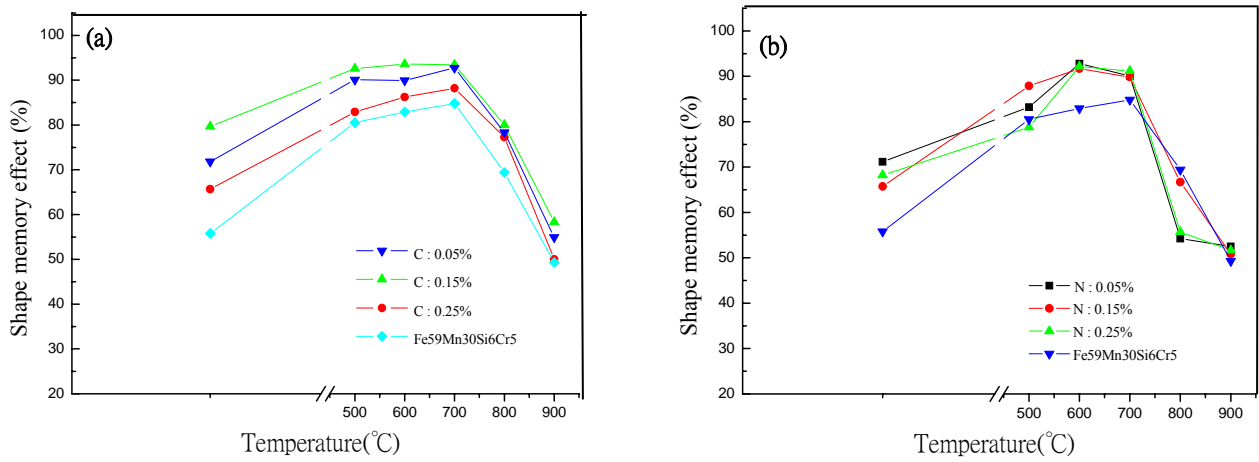 (a)
Shape memory effect (%)
100
90
80
70
60
50
40
30
20
C : 0.05%
C : 0.15%
C : 0.25%
Fe59Mn30Si6Cr5
500 600 700 800 900
Temperature(℃)
(b)
Shape memory effect (%)
100
90
80
70
60
50
40
30
20
N : 0.05%
N : 0.15%
N : 0.25%
Fe59Mn30Si6Cr5
500 600 700 800 900
Temperature(℃)